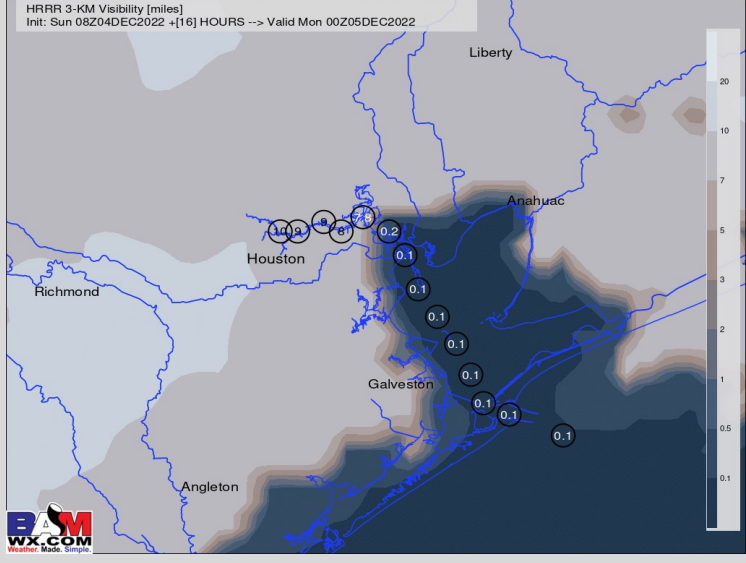 HRRR 3-KM Visibility [miles]
Init: Sun 08Z04DEC2022 +[16] HOURS --> Valid Mon 00Z05DEC2022
Liberty
20
10
7
Anahuac
10 9 9 8 0.2
5
0.1
Houston
3
Richmond
0.1
0.1
2
0.1
0.1
Galveston
1
0.1
0.1
0.5
0.1
0.1
Angleton
BAM
WX.COM
Weather. Made. Simple.